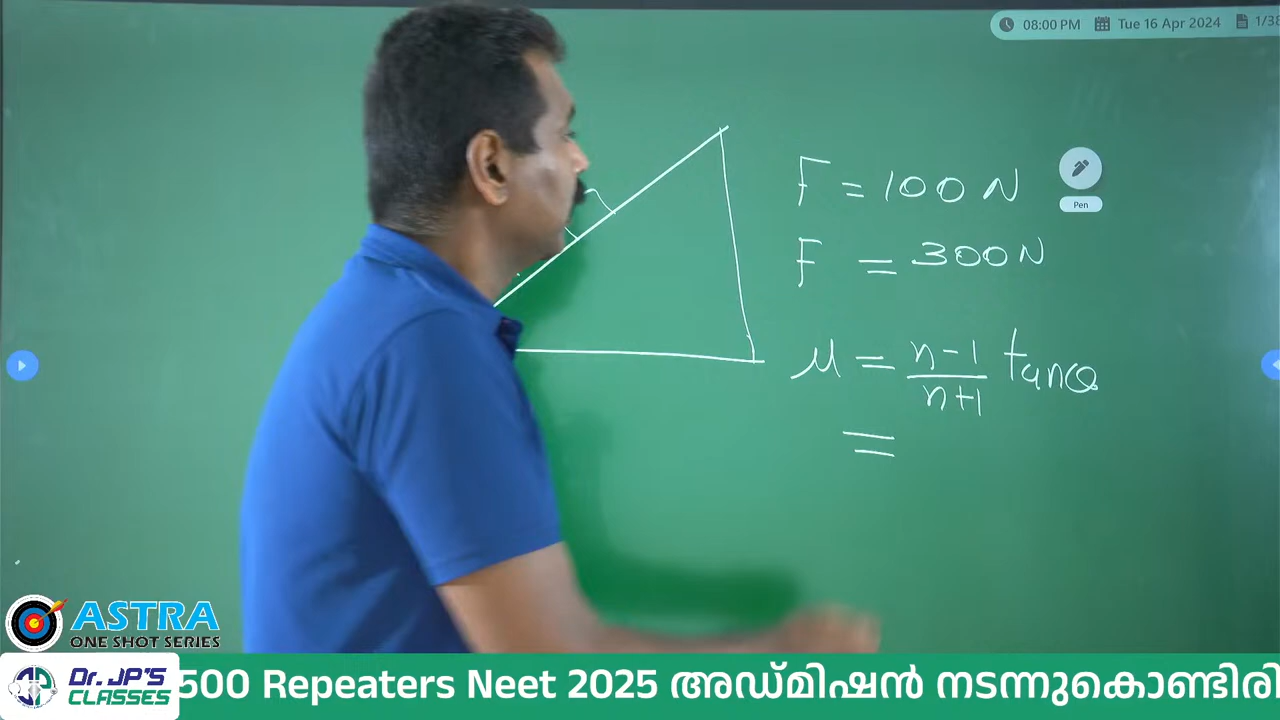 08:00 PM Tue 16 Apr 2024 1/38
F = 100 N
Pen
F = 300 N
μ = n-1/n+1 tanθ
=
ASTRA
ONE SHOT SERIES
Dr. JP'S
CLASSES
500 Repeaters Neet 2025 അഡ്മിഷൻ നടന്നുകൊണ്ടിരി